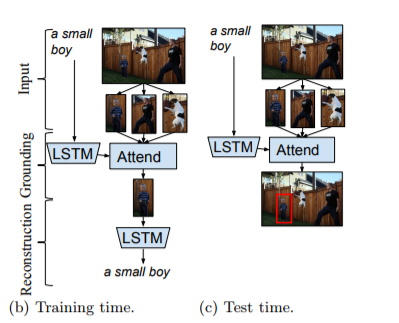 a small
boy
Input
LSTM
Attend
Grounding
LSTM
Reconstruction
a small boy
(b) Training time.
a small
boy
LSTM
Attend
(c) Test time.